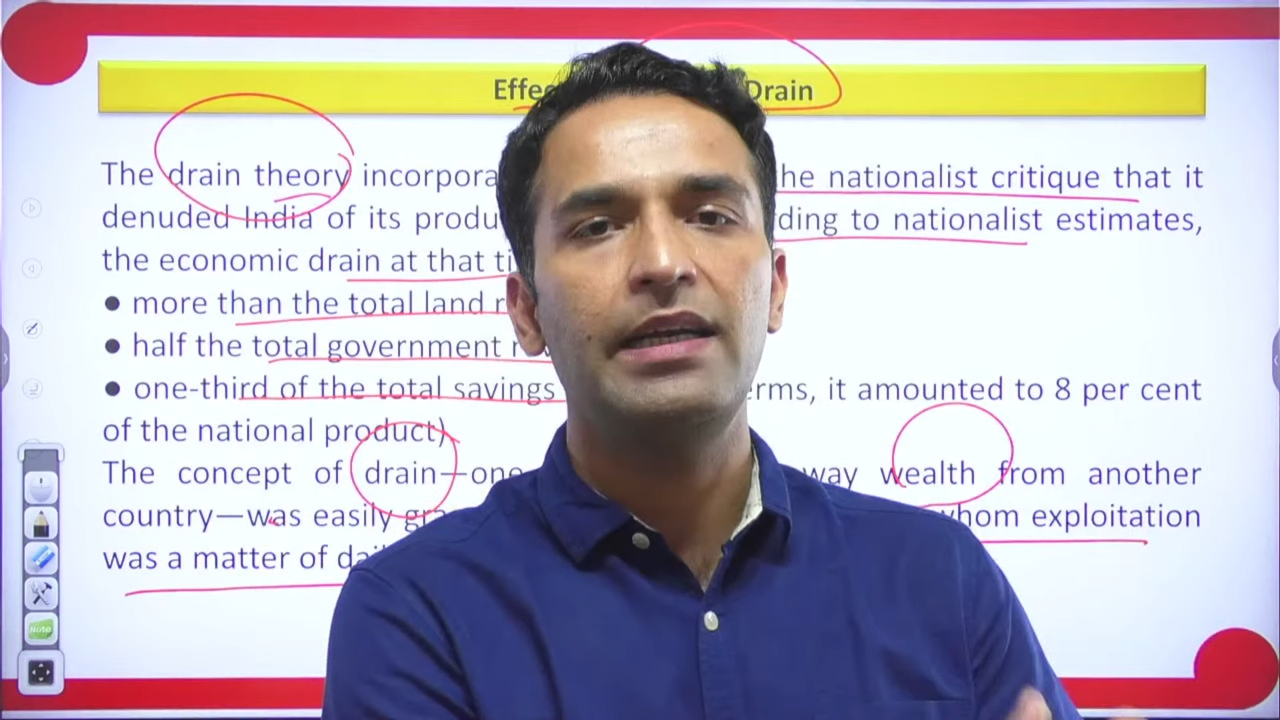 Effe Drain
The drain theory incorpora he nationalist critique that it
denuded India of its produ ding to nationalist estimates,
the economic drain at that ti
● more than the total land r
● half the total government r
● one-third of the total savings erms, it amounted to 8 per cent
of the national product)
The concept of drain—one way wealth from another
country—was easily gra whom exploitation
was a matter of dai
Note